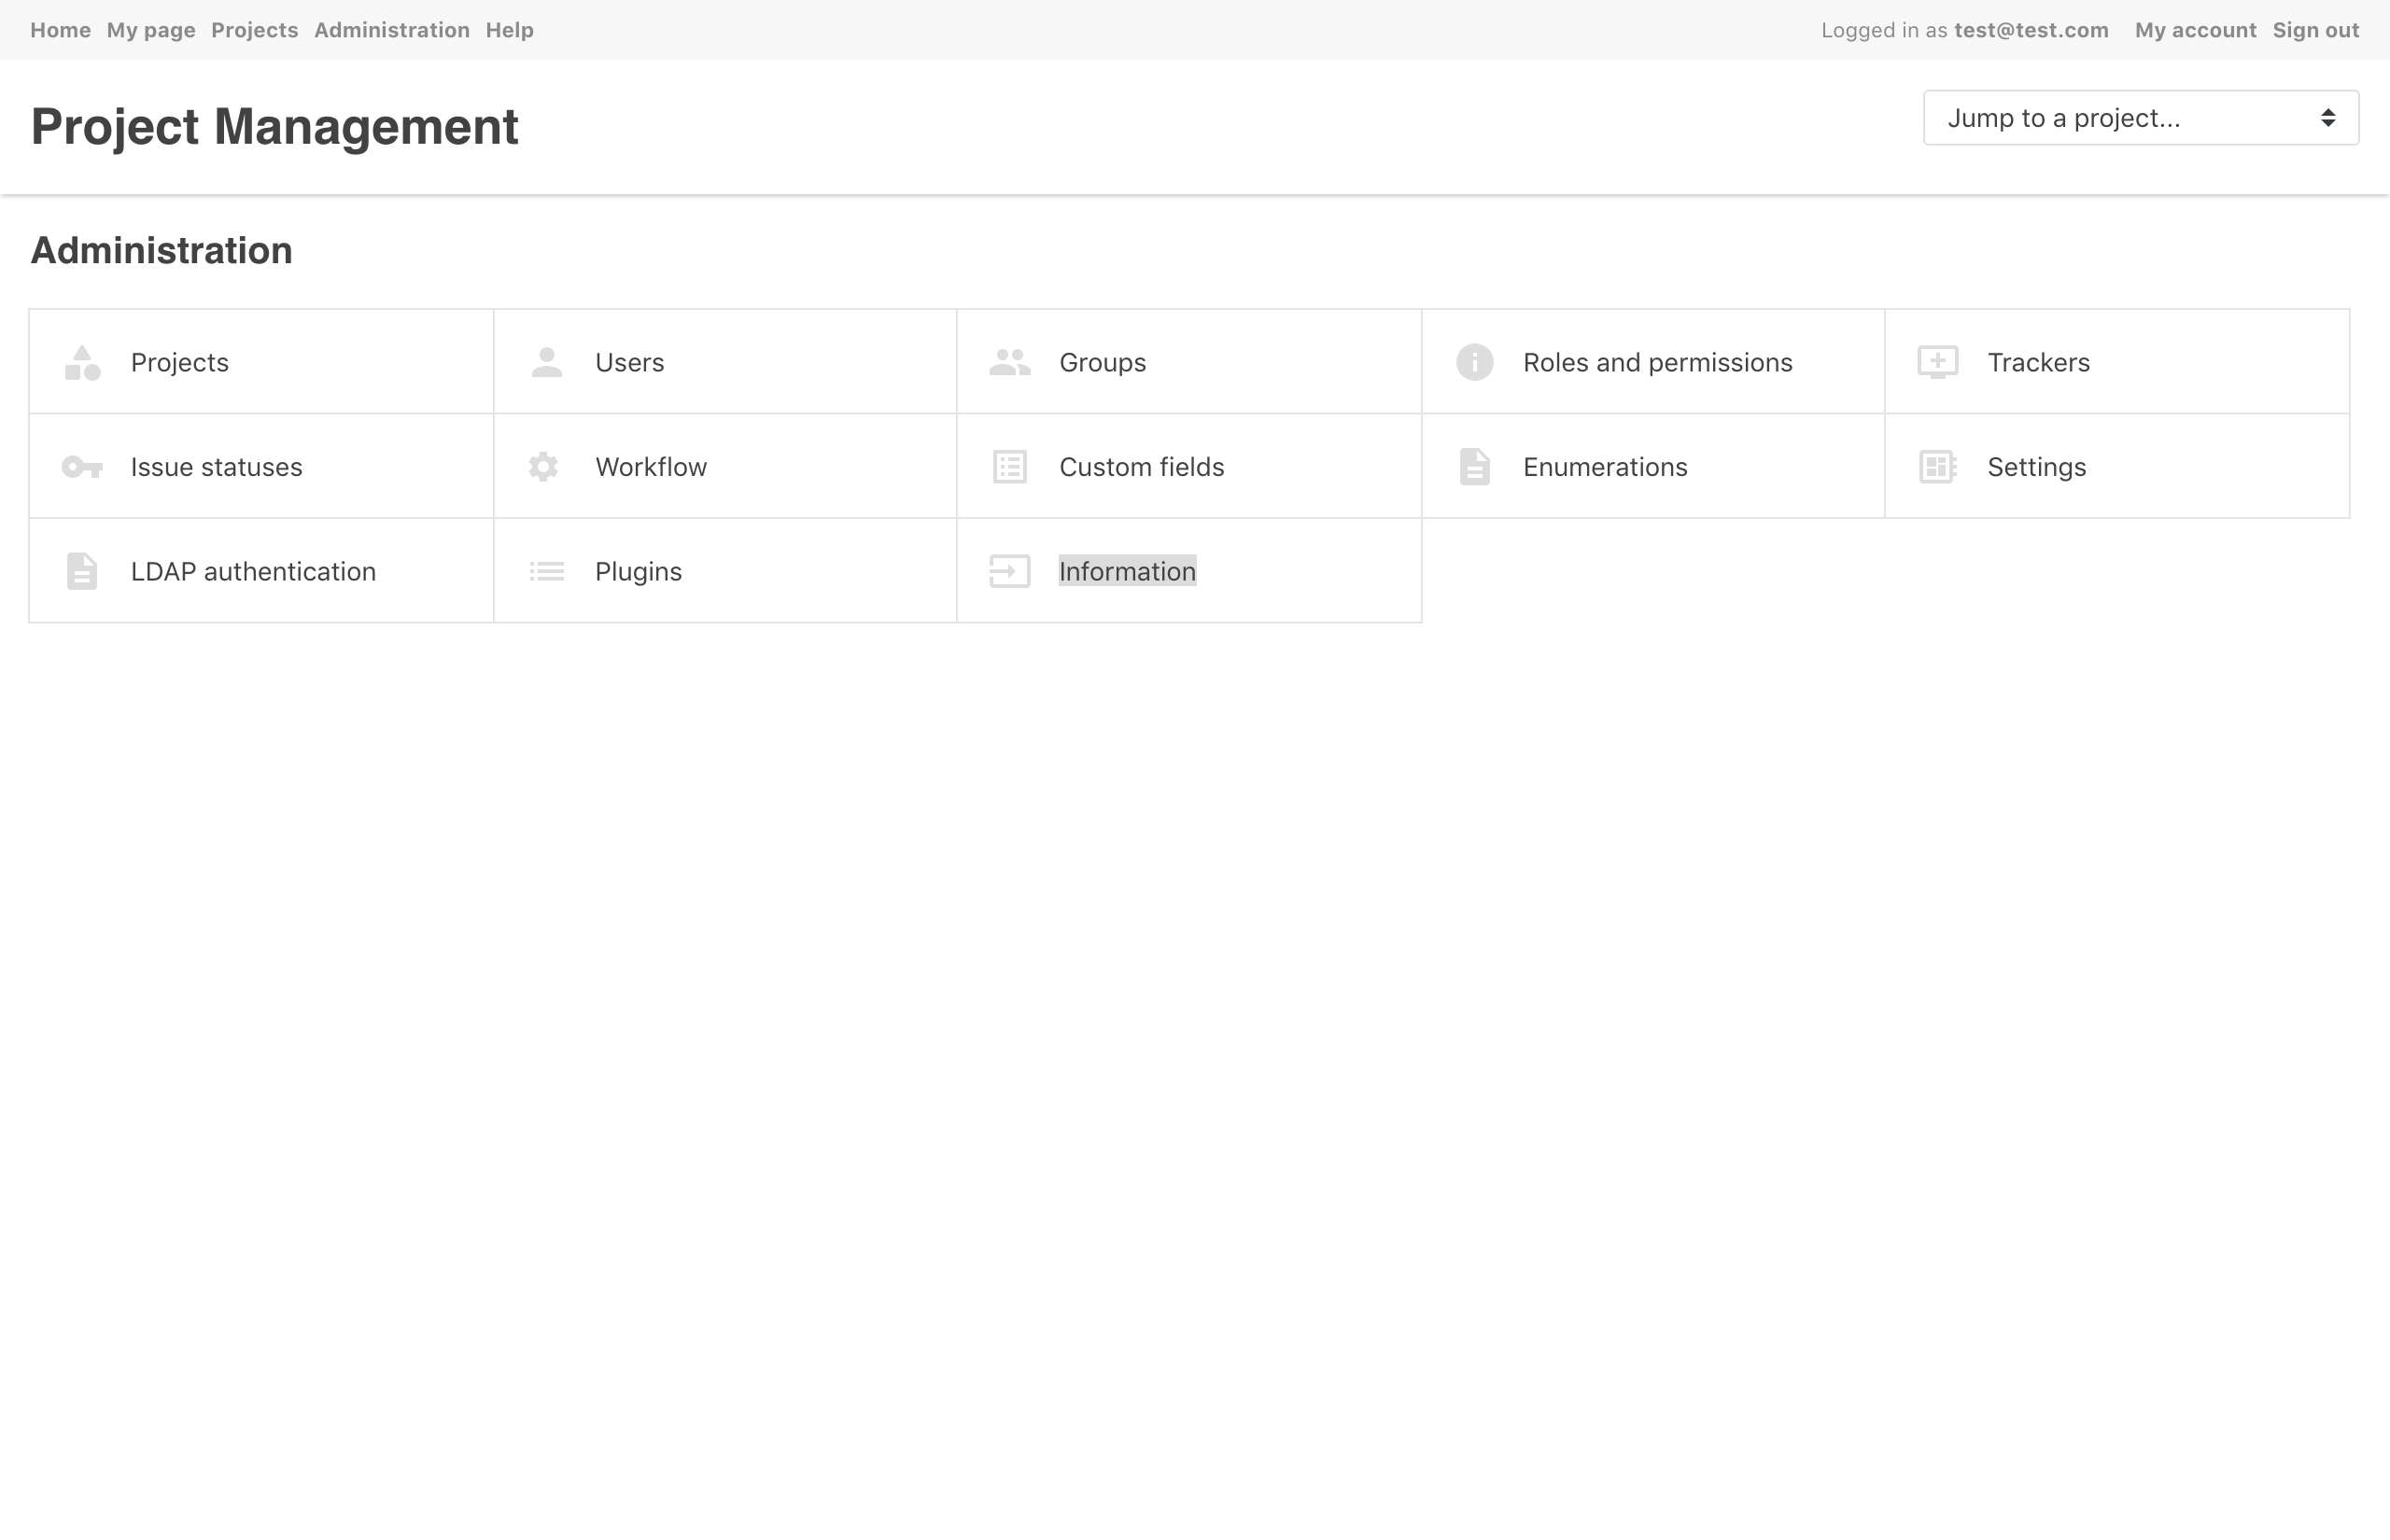 Home My page Projects Administration Help Logged in as test@test.com My account Sign out
Project Management Jump to a project...
Administration
Projects Users Groups Roles and permissions Trackers
Issue statuses Workflow Custom fields Enumerations Settings
LDAP authentication Plugins Information